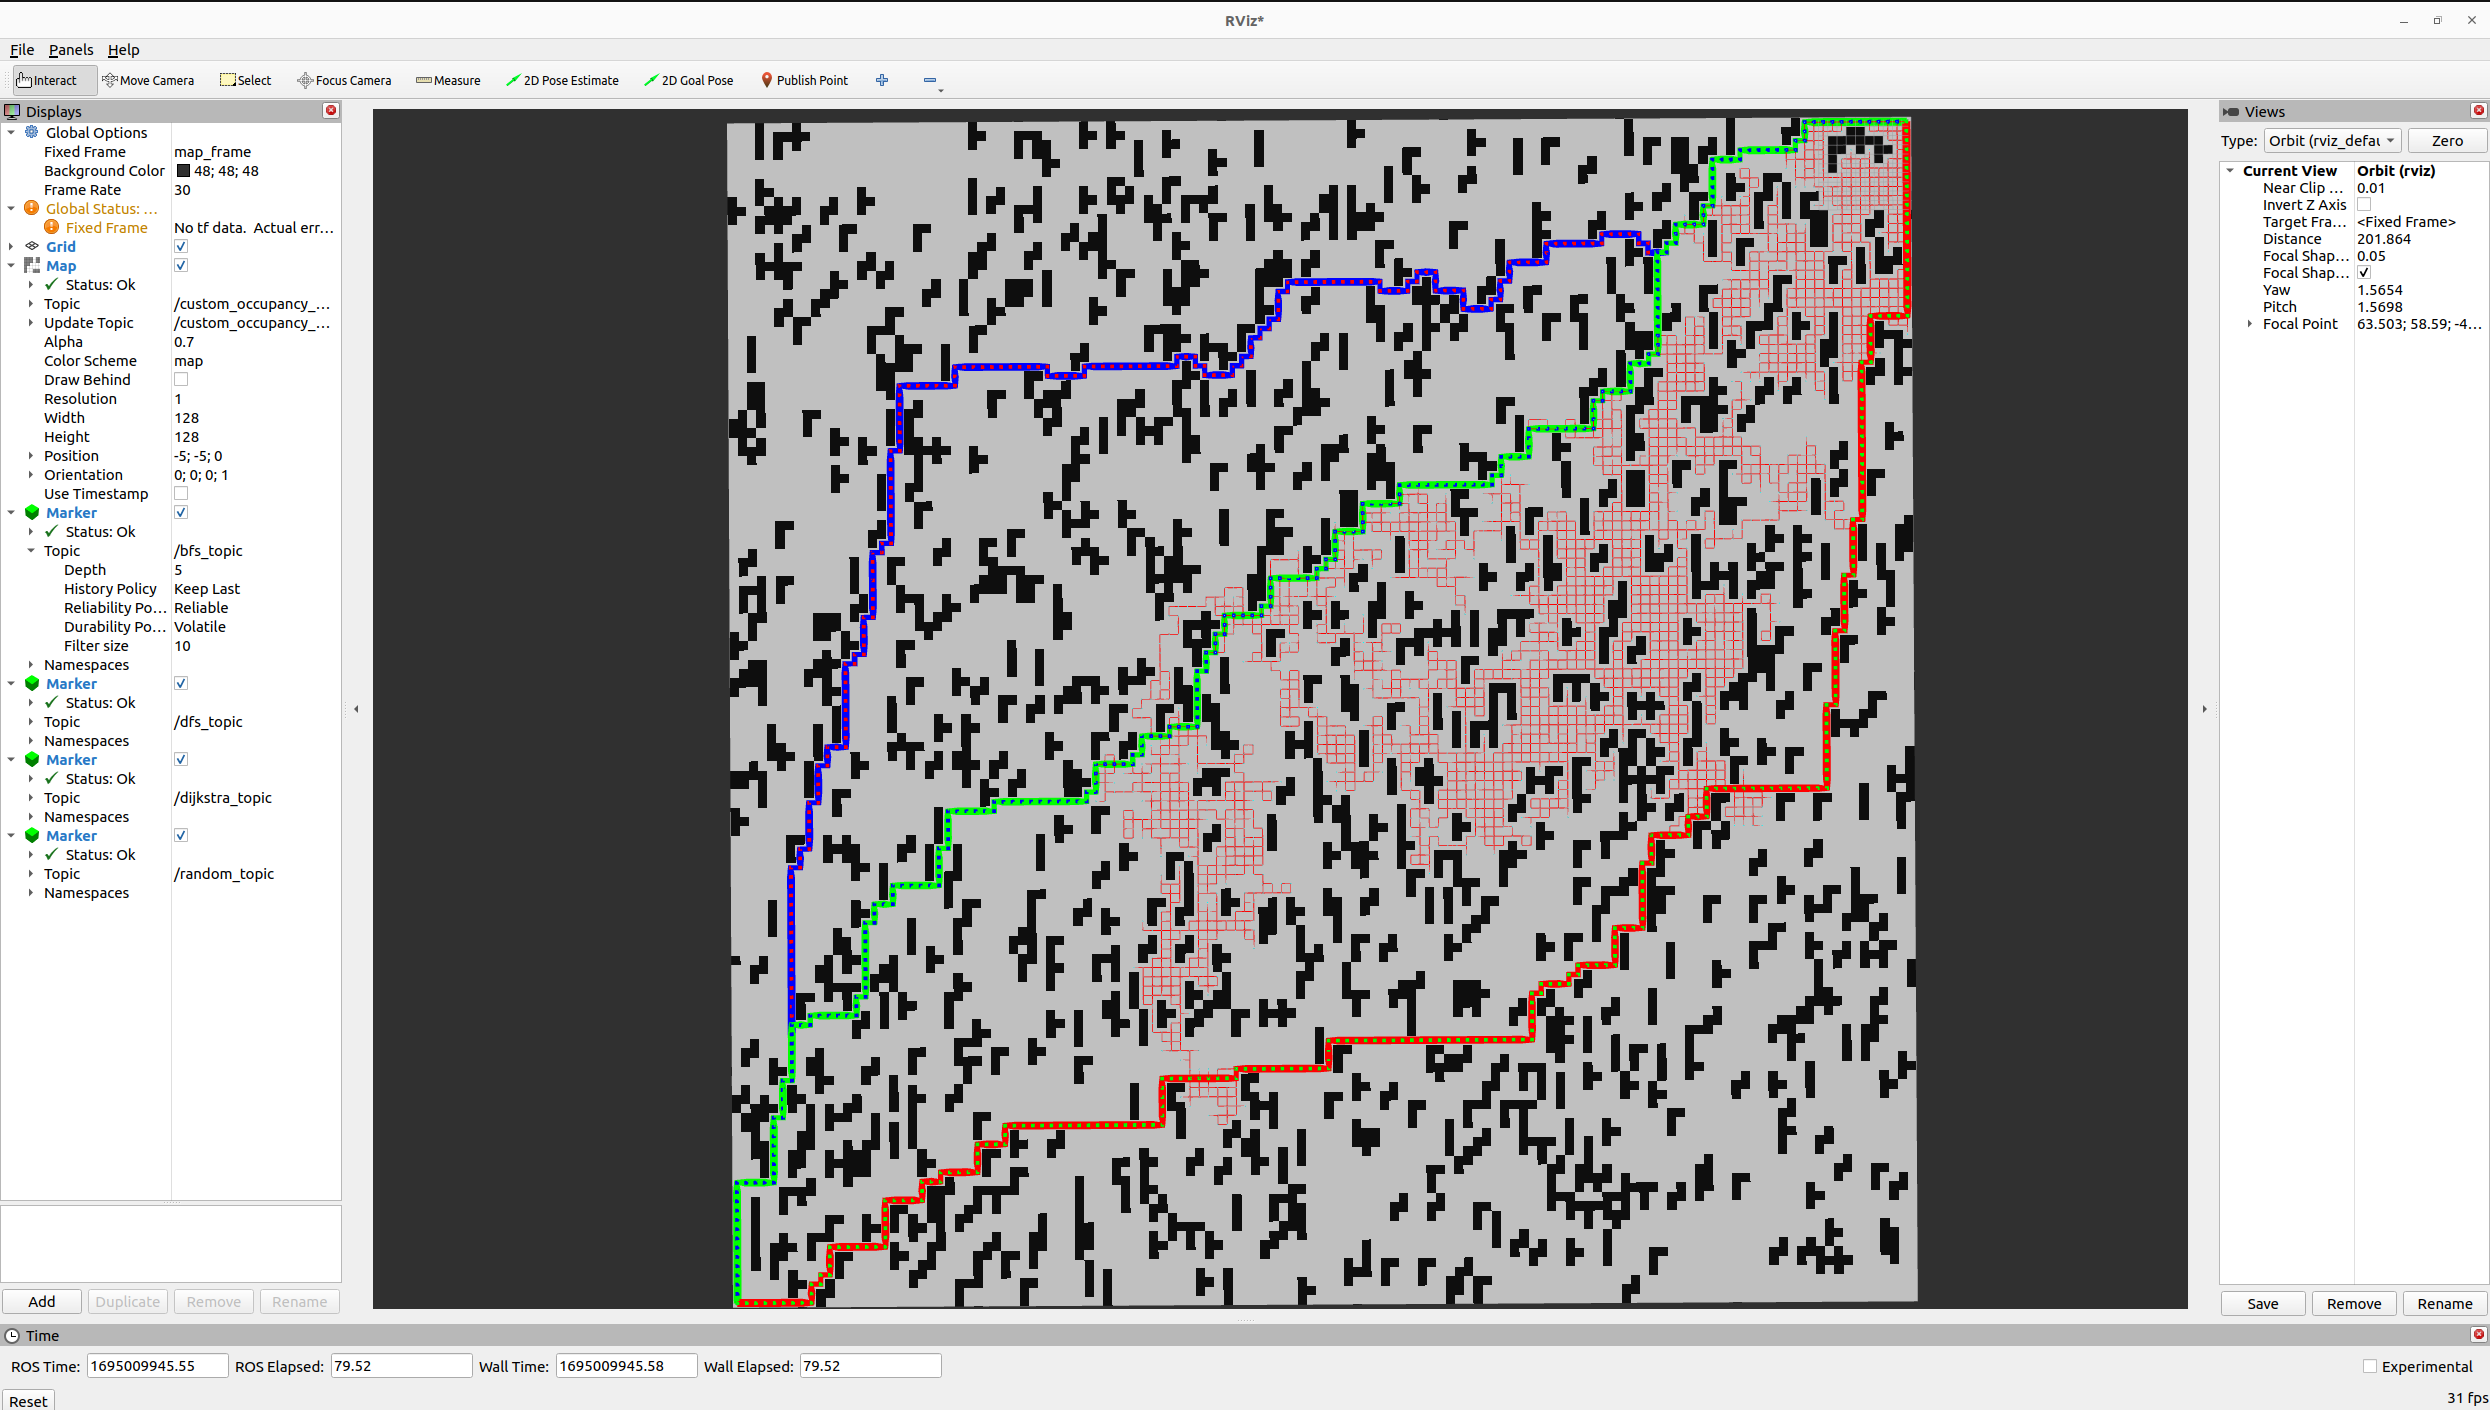 RViz*
File Panels Help
Interact Move Camera Select Focus Camera Measure 2D Pose Estimate 2D Goal Pose Publish Point
Displays
Global Options
Fixed Frame map_frame
Background Color 48; 48; 48
Frame Rate 30
Global Status: ...
Fixed Frame No tf data. Actual err...
Grid
Map
Status: Ok
Topic /custom_occupancy_...
Update Topic /custom_occupancy_...
Alpha 0.7
Color Scheme map
Draw Behind
Resolution 1
Width 128
Height 128
Position -5; -5; 0
Orientation 0; 0; 0; 1
Use Timestamp
Marker
Status: Ok
Topic /bfs_topic
Depth 5
History Policy Keep Last
Reliability Po... Reliable
Durability Po... Volatile
Filter size 10
Namespaces
Marker
Status: Ok
Topic /dfs_topic
Namespaces
Marker
Status: Ok
Topic /dijkstra_topic
Namespaces
Marker
Status: Ok
Topic /random_topic
Namespaces
Add Duplicate Remove Rename
Views
Type: Orbit (rviz_defau Zero
Current View Orbit (rviz)
Near Clip ... 0.01
Invert Z Axis
Target Fra... <Fixed Frame>
Distance 201.864
Focal Shap... 0.05
Focal Shap...
Yaw 1.5654
Pitch 1.5698
Focal Point 63.503; 58.59; -4...
Save Remove Rename
Time
ROS Time: 1695009945.55 ROS Elapsed: 79.52 Wall Time: 1695009945.58 Wall Elapsed: 79.52 Experimental
Reset 31 fps